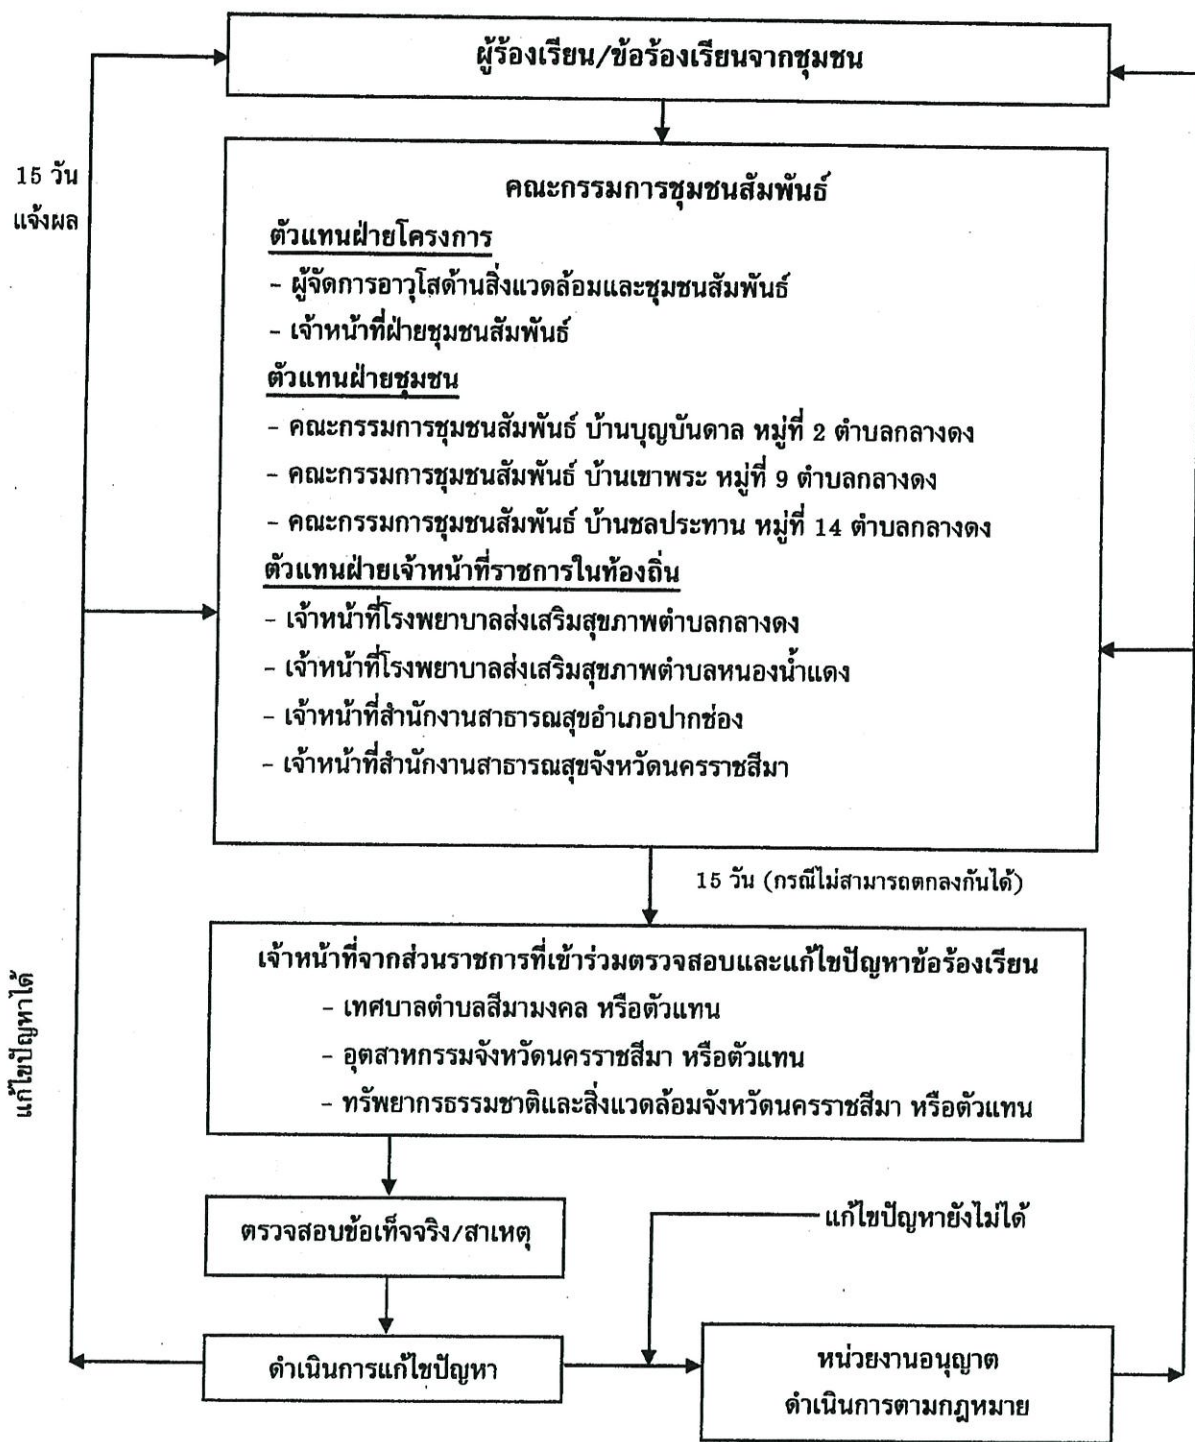 ผู้ร้องเรียน/ข้อร้องเรียนจากชุมชน
15 วัน
แจ้งผล
คณะกรรมการชุมชนสัมพันธ์
ตัวแทนฝ่ายโครงการ
- ผู้จัดการอาวุโสด้านสิ่งแวดล้อมและชุมชนสัมพันธ์
- เจ้าหน้าที่ฝ่ายชุมชนสัมพันธ์
ตัวแทนฝ่ายชุมชน
- คณะกรรมการชุมชนสัมพันธ์ บ้านบุญบันดาล หมู่ที่ 2 ตำบลกลางดง
- คณะกรรมการชุมชนสัมพันธ์ บ้านเขาพระ หมู่ที่ 9 ตำบลกลางดง
- คณะกรรมการชุมชนสัมพันธ์ บ้านชลประทาน หมู่ที่ 14 ตำบลกลางดง
ตัวแทนฝ่ายเจ้าหน้าที่ราชการในท้องถิ่น
- เจ้าหน้าที่โรงพยาบาลส่งเสริมสุขภาพตำบลกลางดง
- เจ้าหน้าที่โรงพยาบาลส่งเสริมสุขภาพตำบลหนองน้ำแดง
- เจ้าหน้าที่สำนักงานสาธารณสุขอำเภอปากช่อง
- เจ้าหน้าที่สำนักงานสาธารณสุขจังหวัดนครราชสีมา
15 วัน (กรณีไม่สามารถตกลงกันได้)
เจ้าหน้าที่จากส่วนราชการที่เข้าร่วมตรวจสอบและแก้ไขปัญหาข้อร้องเรียน
- เทศบาลตำบลสีมามงคล หรือตัวแทน
- อุตสาหกรรมจังหวัดนครราชสีมา หรือตัวแทน
- ทรัพยากรธรรมชาติและสิ่งแวดล้อมจังหวัดนครราชสีมา หรือตัวแทน
แก้ไขปัญหาได้
ตรวจสอบข้อเท็จจริง/สาเหตุ
แก้ไขปัญหายังไม่ได้
ดำเนินการแก้ไขปัญหา
หน่วยงานอนุญาต
ดำเนินการตามกฎหมาย